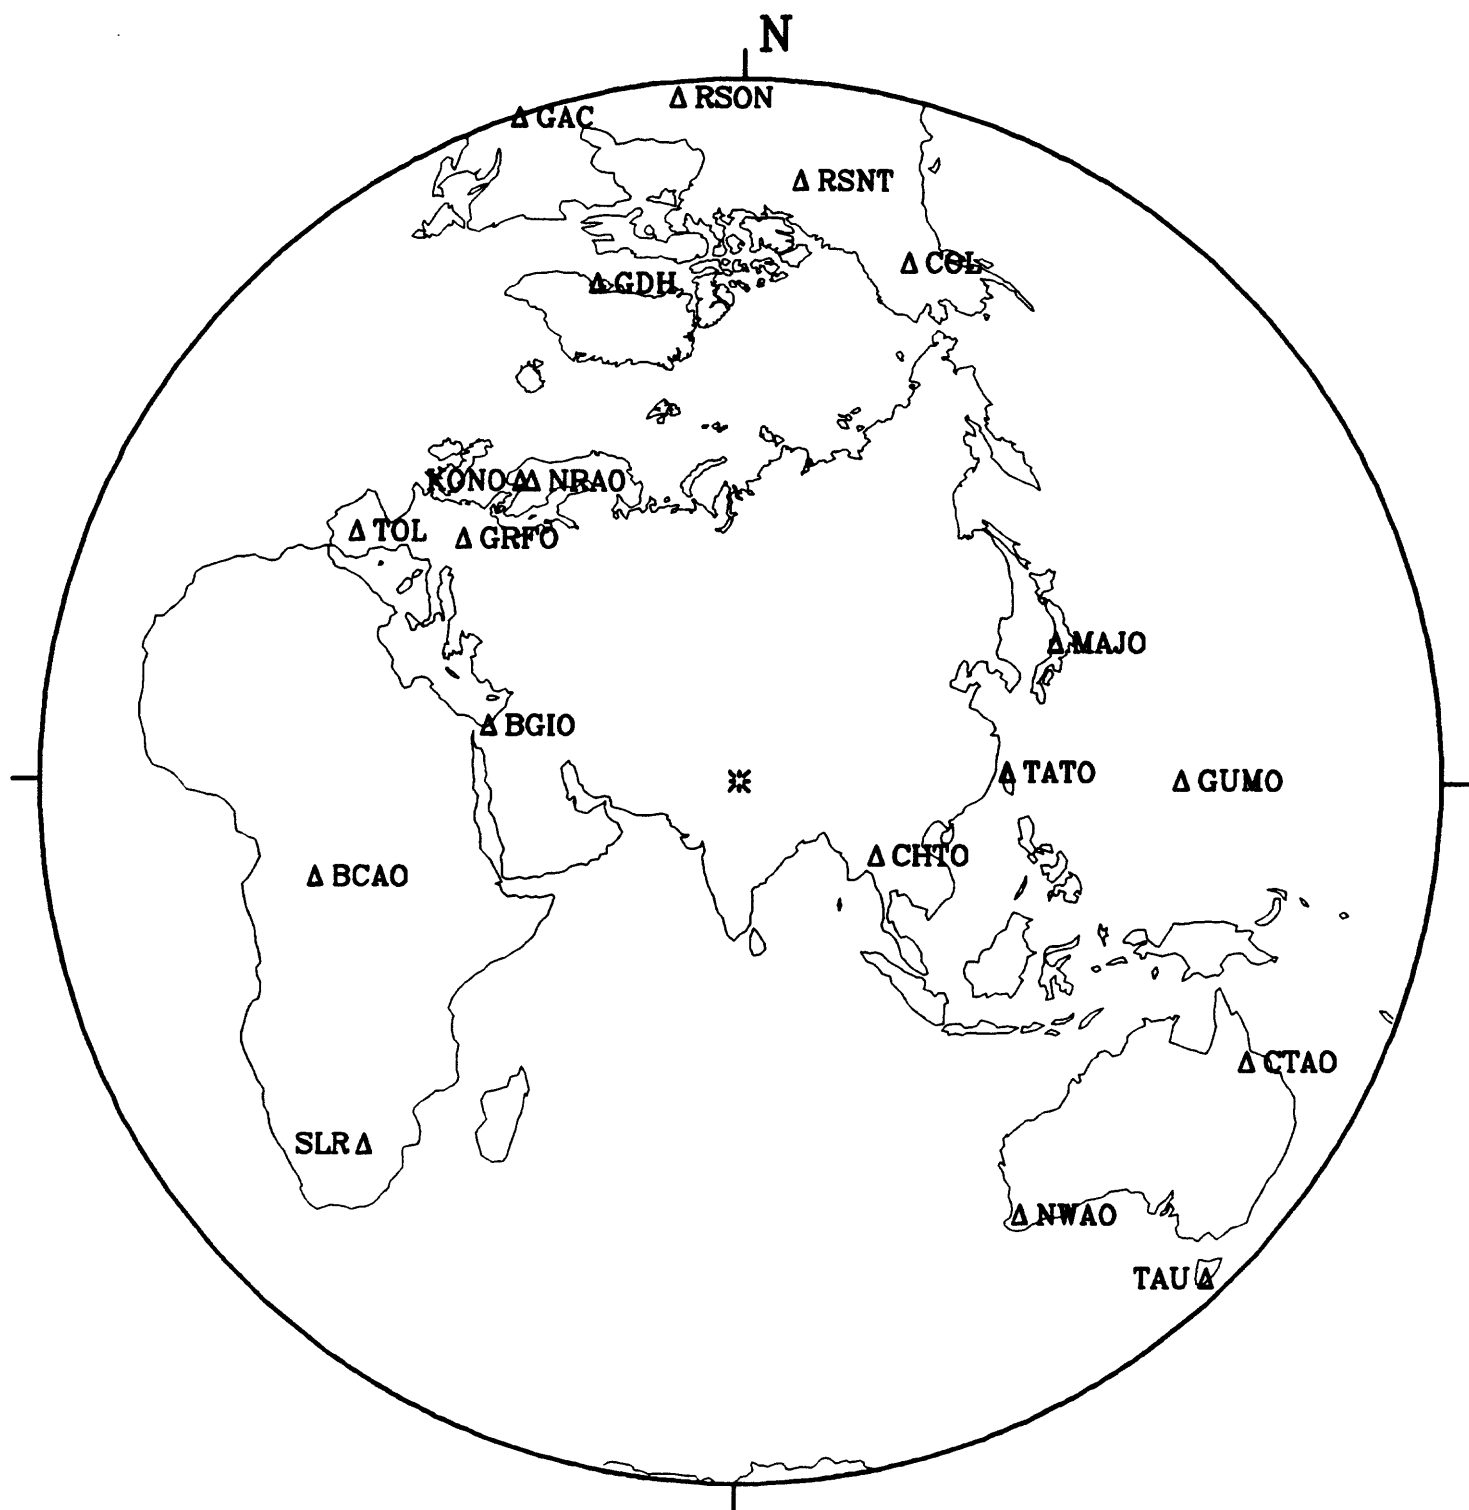 N
RSON
GAC
RSNT
COL
GDH
KONO
NRAO
TOL
GRFO
MAJO
BGIO
TATO
GUMO
CHTO
BCAO
CTAO
SLR
NWAO
TAU